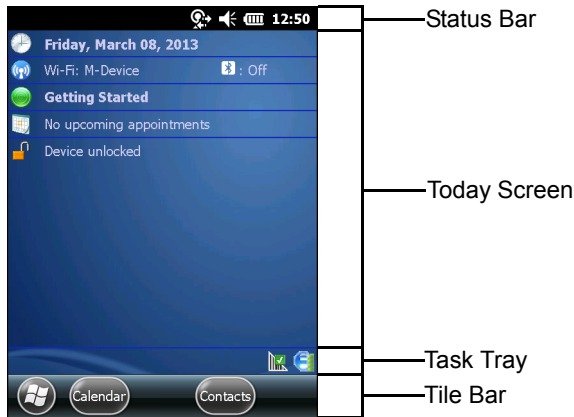 12:50
Status Bar
Friday, March 08, 2013
Wi-Fi: M-Device : Off
Getting Started
No upcoming appointments
Device unlocked
Today Screen
Task Tray
Calendar Contacts
Tile Bar